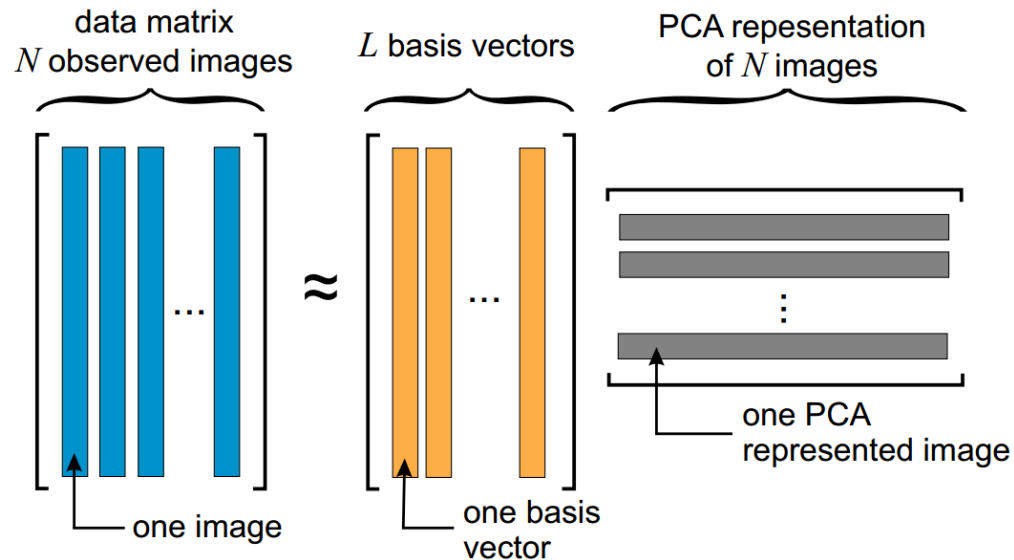 data matrix
N observed images
L basis vectors
PCA repesentation
of N images
≈
...
...
...
one image
one basis
vector
one PCA
represented image